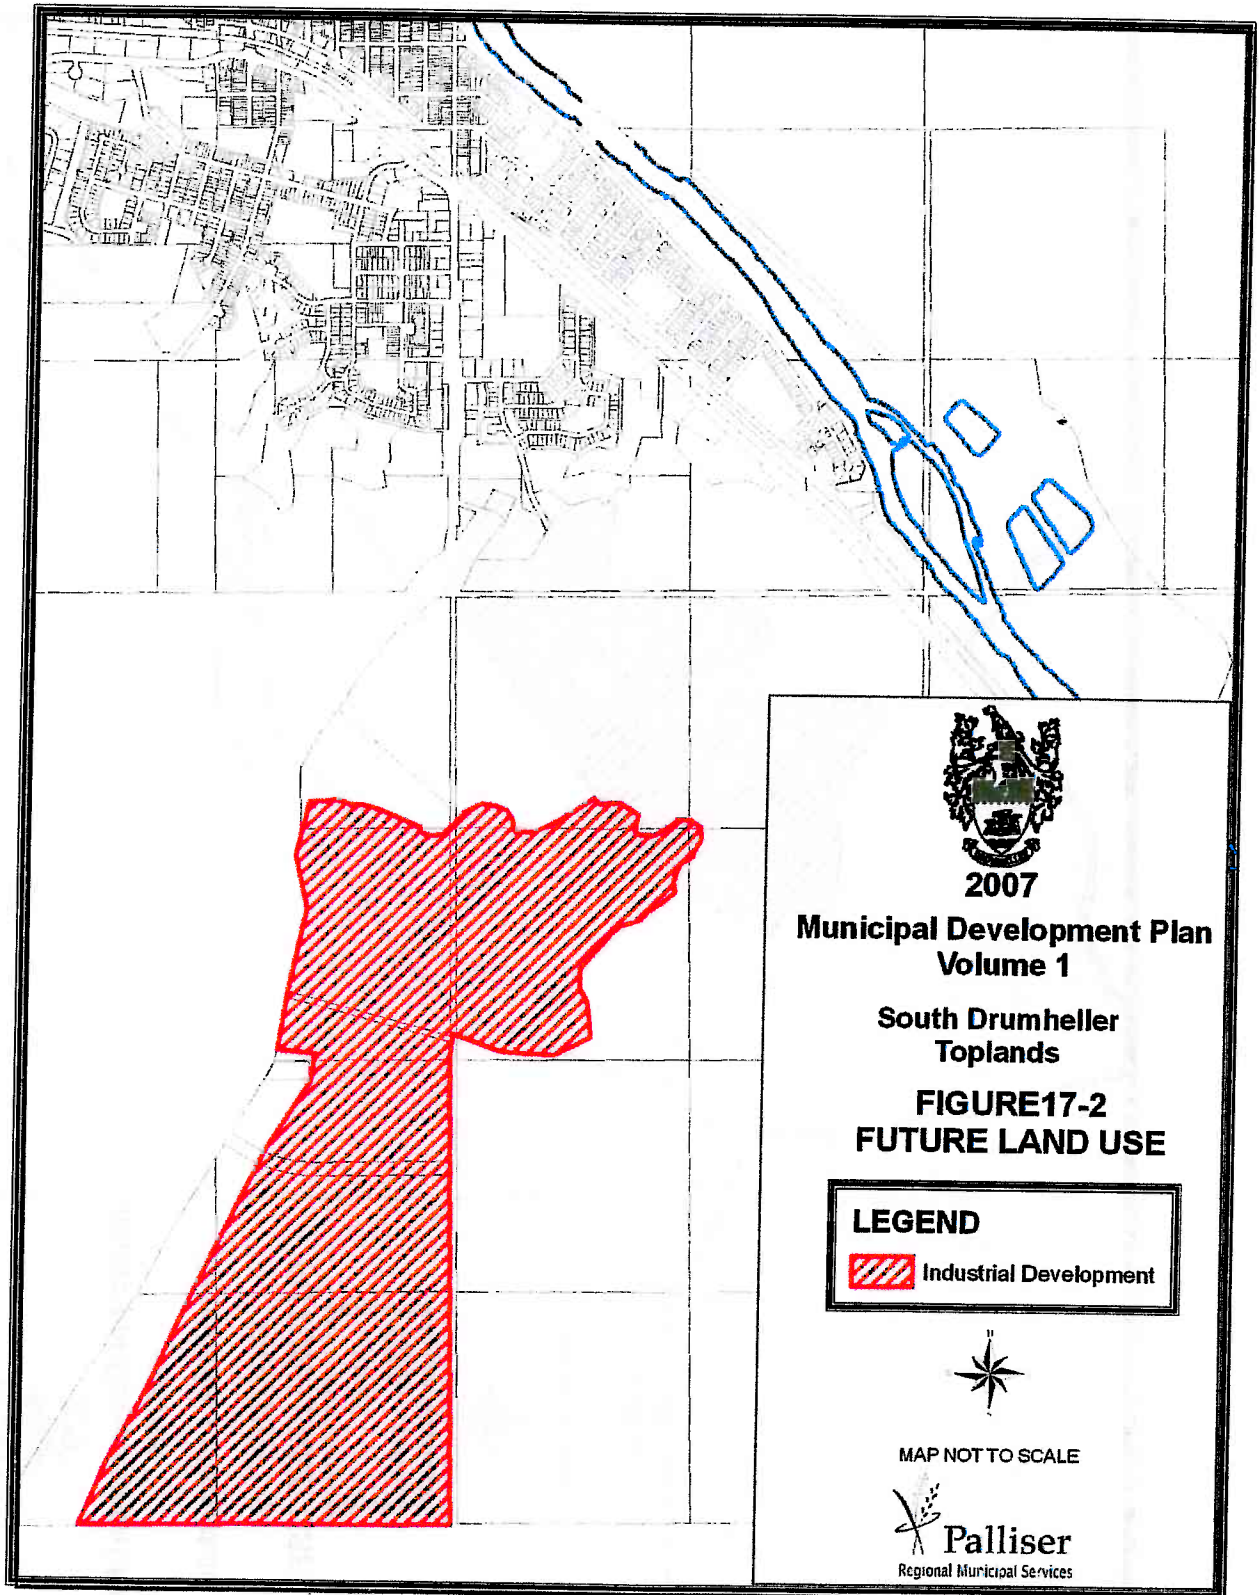 2007
Municipal Development Plan
Volume 1
South Drumheller
Toplands
FIGURE17-2
FUTURE LAND USE
LEGEND
Industrial Development
MAP NOT TO SCALE
Palliser
Regional Municipal Services